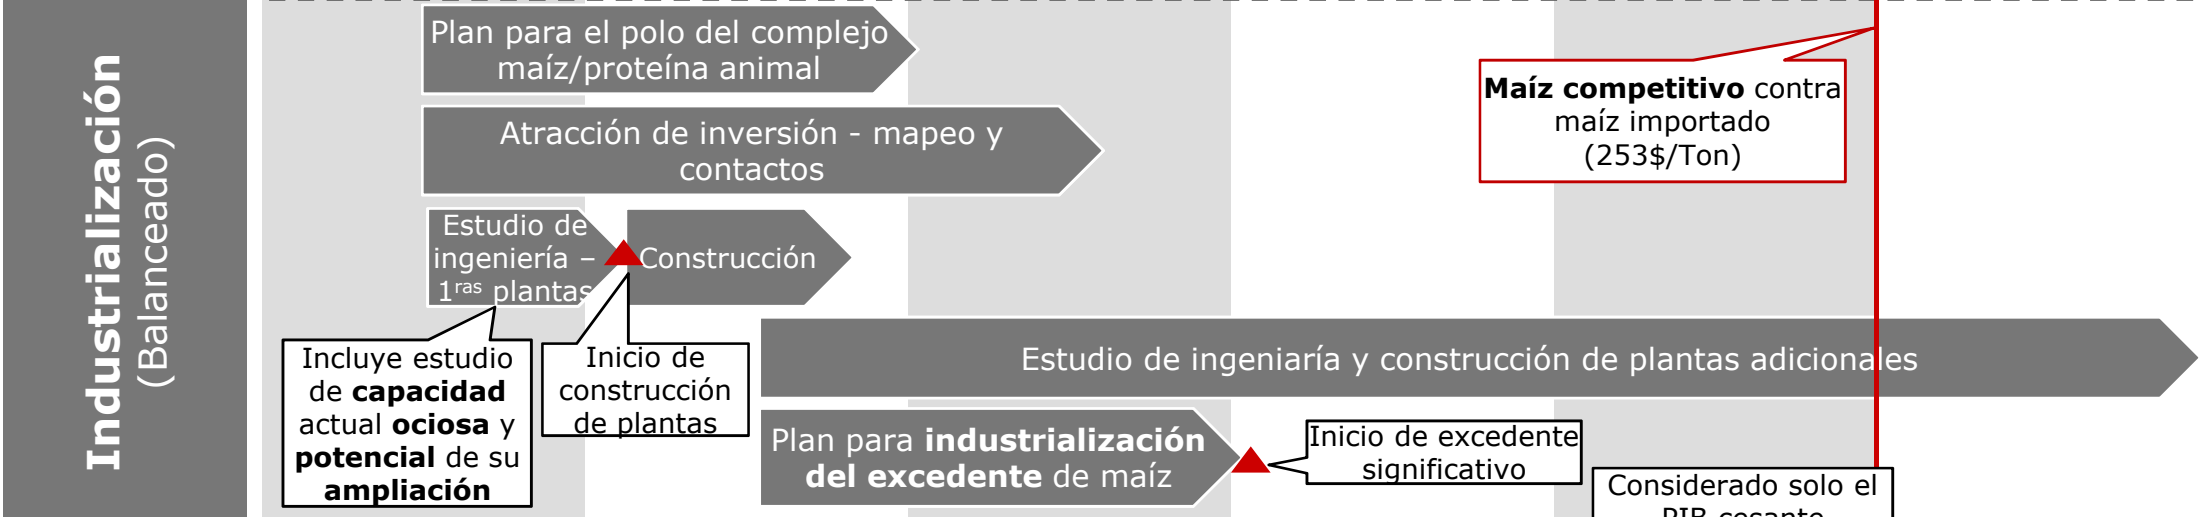 Industrialización
(Balanceado)
Plan para el polo del complejo
maíz/proteína animal
Atracción de inversión - mapeo y
contactos
Estudio de
ingeniería –
1ras plantas
Construcción
Incluye estudio
de capacidad
actual ociosa y
potencial de su
ampliación
Inicio de
construcción
de plantas
Estudio de ingeniaría y construcción de plantas adicionales
Plan para industrialización
del excedente de maíz
Inicio de excedente
significativo
Maíz competitivo contra
maíz importado
(253$/Ton)
Considerado solo el
PIB cesante